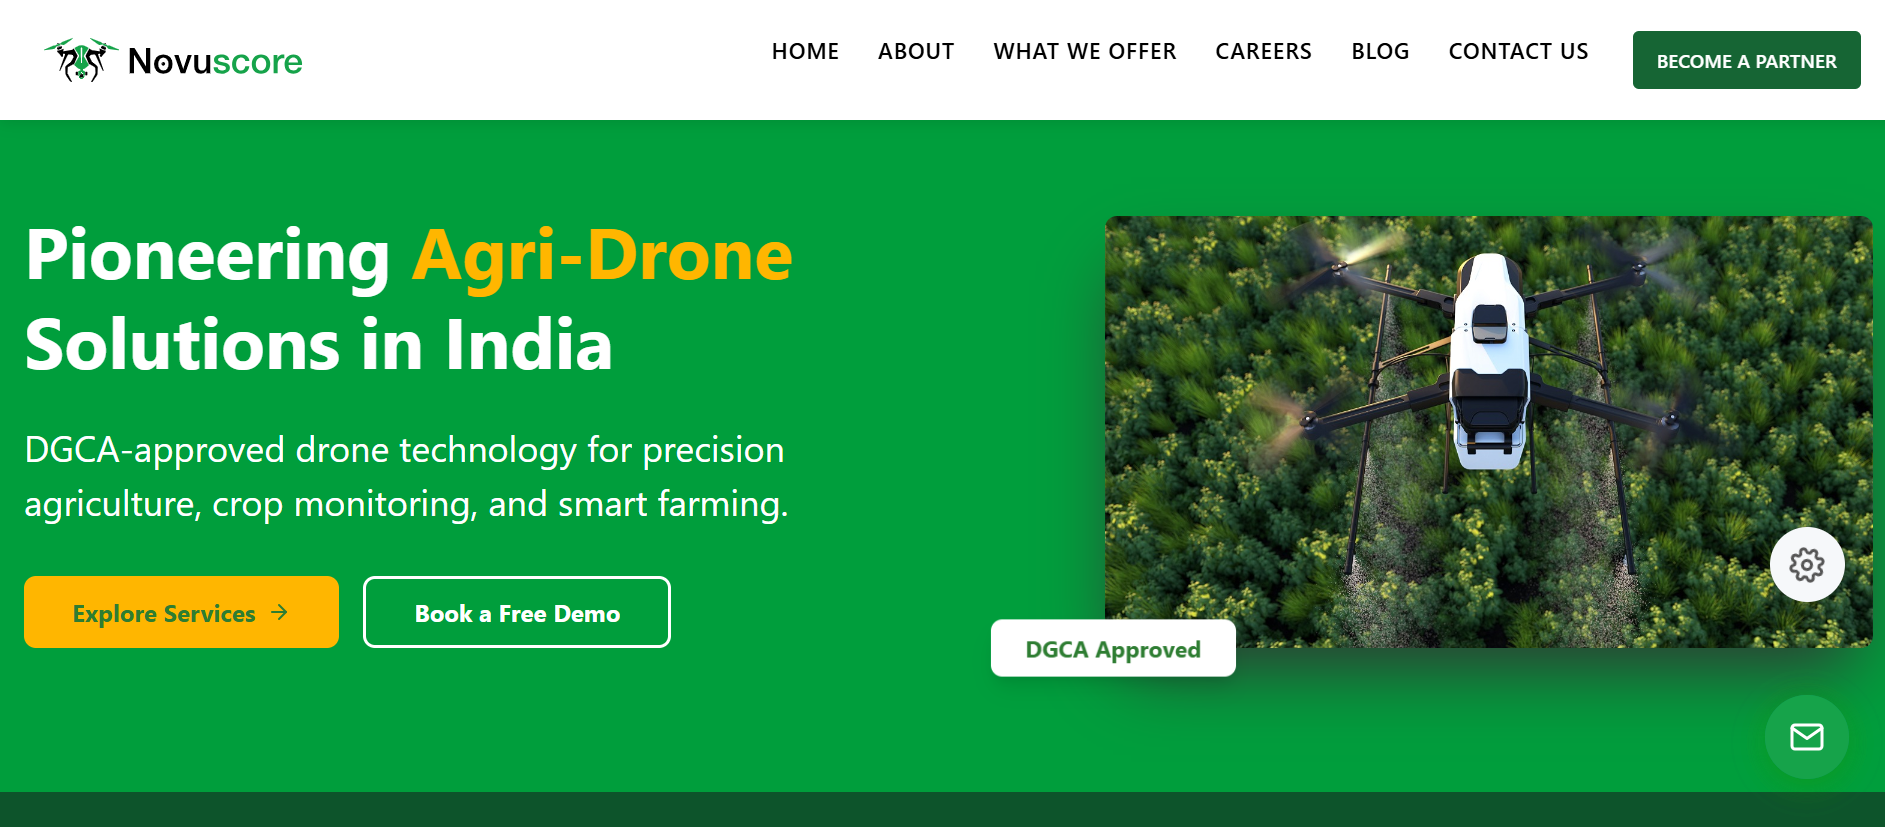 Novuscore
HOME ABOUT WHAT WE OFFER CAREERS BLOG CONTACT US BECOME A PARTNER
Pioneering Agri-Drone
Solutions in India
DGCA-approved drone technology for precision
agriculture, crop monitoring, and smart farming.
Explore Services →
Book a Free Demo
DGCA Approved